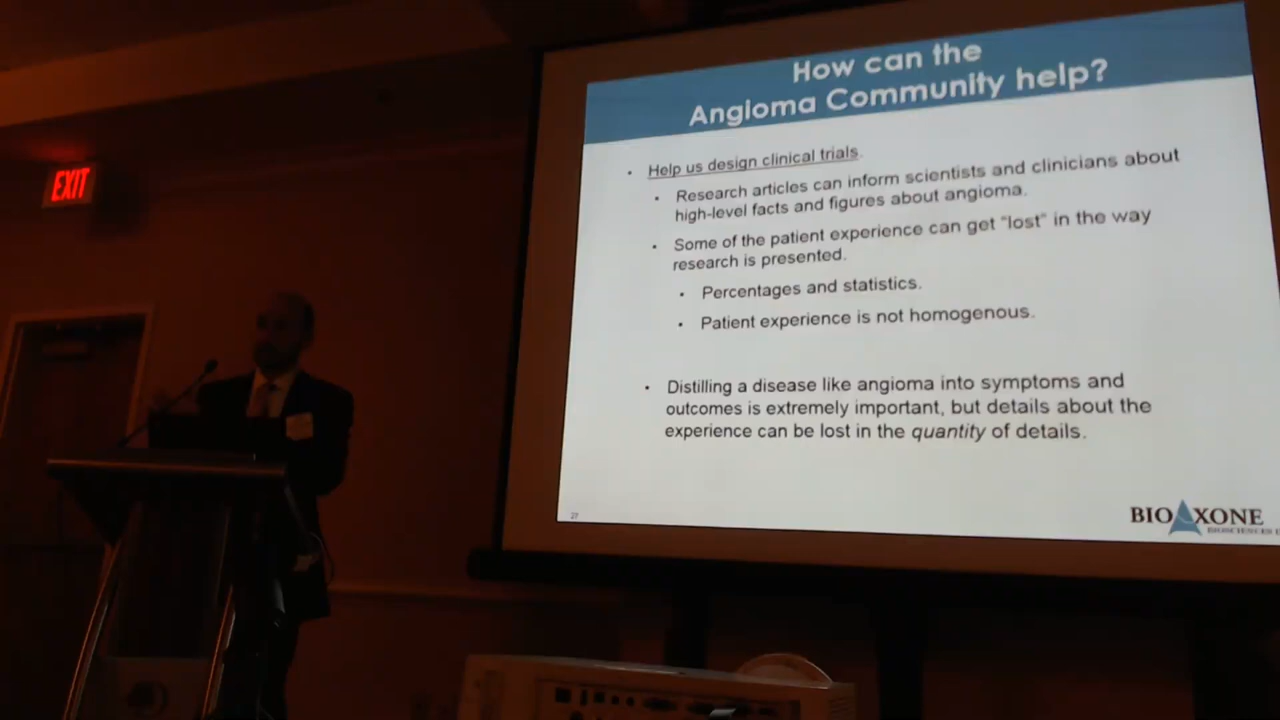 How can the
Angioma Community help?
EXIT
Help us design clinical trials.
Research articles can inform scientists and clinicians about
high-level facts and figures about angioma.
Some of the patient experience can get "lost" in the way
research is presented.
Percentages and statistics.
Patient experience is not homogenous.
Distilling a disease like angioma into symptoms and
outcomes is extremely important, but details about the
experience can be lost in the quantity of details.
27
BIOAXONE
BIOSCIENCES